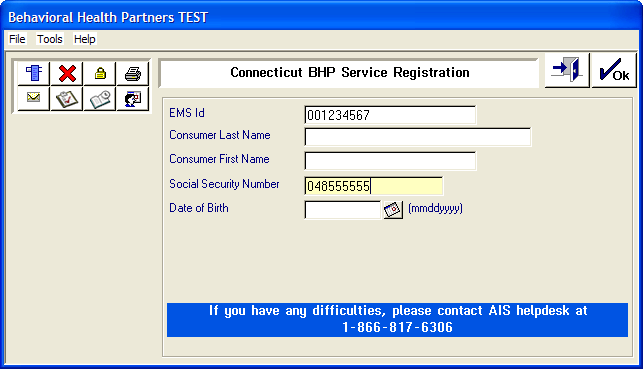 Behavioral Health Partners TEST
File Tools Help
Connecticut BHP Service Registration
Ok
EMS Id 001234567
Consumer Last Name
Consumer First Name
Social Security Number 048555555
Date of Birth (mmddyyyy)
If you have any difficulties, please contact AIS helpdesk at
1-866-817-6306